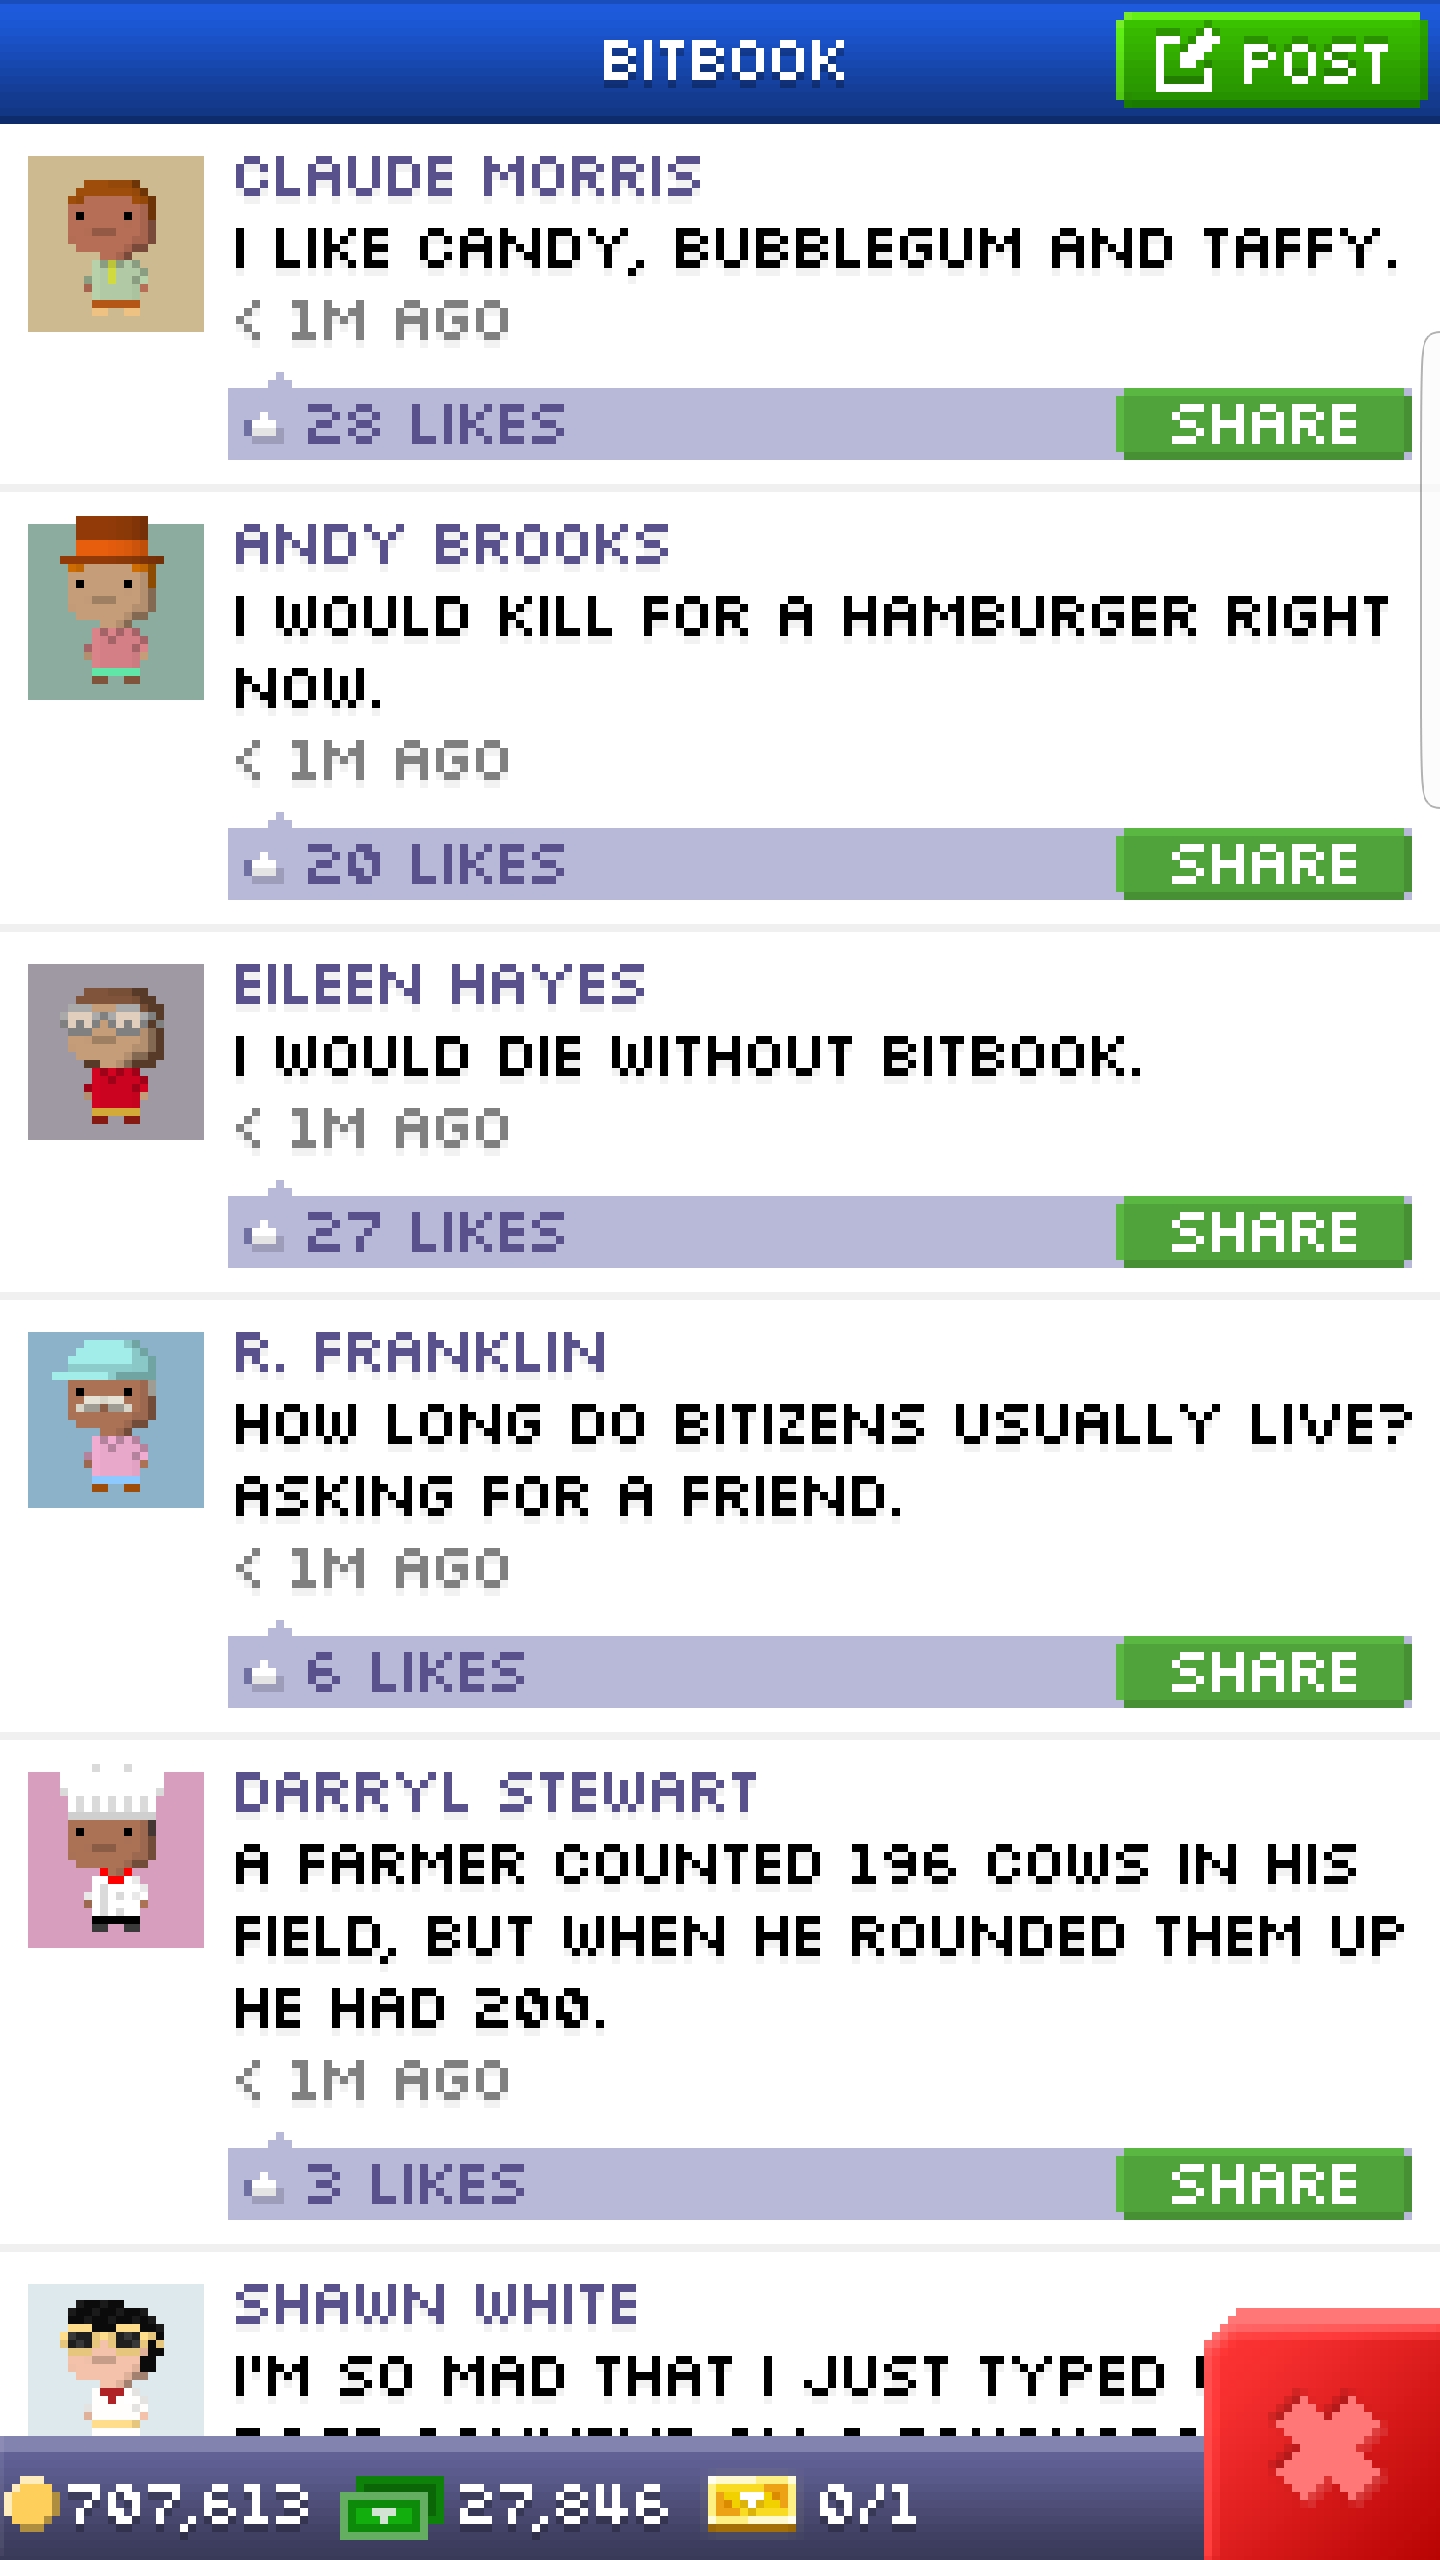 BITBOOK
POST
CLAUDE MORRIS
I LIKE CANDY, BUBBLEGUM AND TAFFY.
< 1M AGO
28 LIKES
SHARE
ANDY BROOKS
I WOULD KILL FOR A HAMBURGER RIGHT
NOW.
< 1M AGO
20 LIKES
SHARE
EILEEN HAYES
I WOULD DIE WITHOUT BITBOOK.
< 1M AGO
27 LIKES
SHARE
R. FRANKLIN
HOW LONG DO BITIZENS USUALLY LIVE?
ASKING FOR A FRIEND.
< 1M AGO
6 LIKES
SHARE
DARRYL STEWART
A FARMER COUNTED 196 COWS IN HIS
FIELD, BUT WHEN HE ROUNDED THEM UP
HE HAD 200.
< 1M AGO
3 LIKES
SHARE
SHAWN WHITE
I'M SO MAD THAT I JUST TYPED
707,613
27,846
0/1